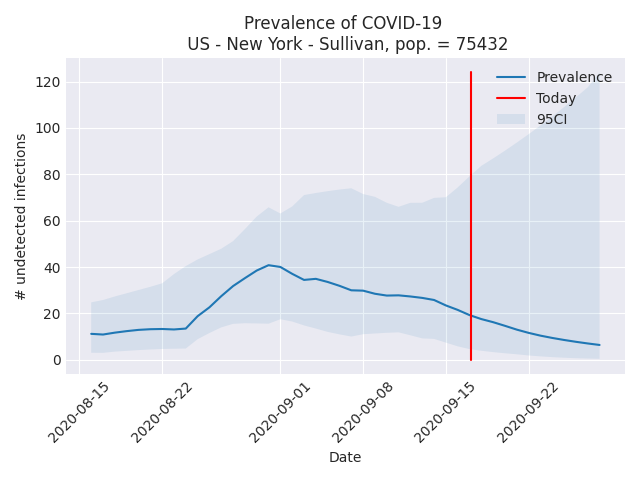 Prevalence of COVID-19
US - New York - Sullivan, pop. = 75432
Prevalence
Today
95CI
120
100
80
60
40
20
0
# undetected infections
2020-08-15
2020-08-22
2020-09-01
2020-09-08
2020-09-15
2020-09-22
Date